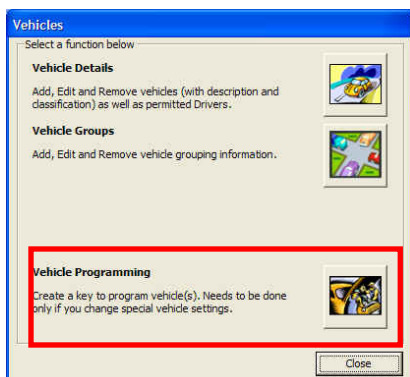 Vehicles
Select a function below
Vehicle Details
Add, Edit and Remove vehicles (with description and
classification) as well as permitted Drivers.
Vehicle Groups
Add, Edit and Remove vehicle grouping information.
Vehicle Programming
Create a key to program vehicle(s). Needs to be done
only if you change special vehicle settings.
Close